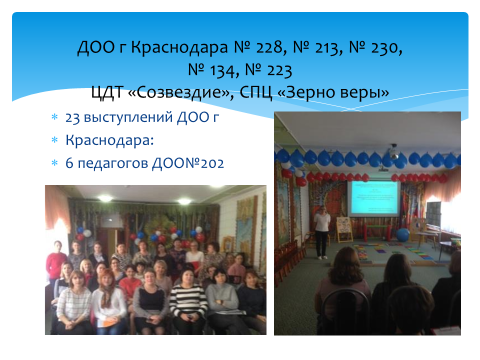 ДОО г Краснодара № 228, № 213, № 230,
№ 134, № 223
ЦДТ «Созвездие», СПЦ «Зерно веры»
23 выступлений ДОО г
Краснодара:
6 педагогов ДОО№202